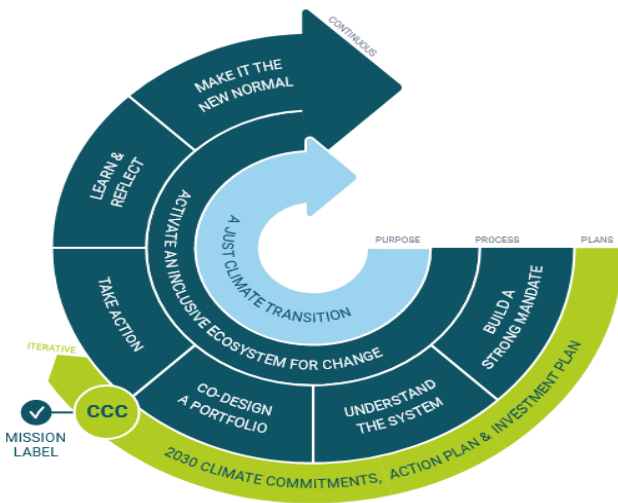 CONTINUOUS
MAKE IT THE
NEW NORMAL
LEARN &
REFLECT
ACTIVATE AN INCLUSIVE ECOSYSTEM FOR CHANGE
A JUST CLIMATE TRANSITION
PURPOSE
PROCESS
PLANS
BUILD A
STRONG MANDATE
TAKE ACTION
ITERATIVE
CO-DESIGN
A PORTFOLIO
UNDERSTAND
THE SYSTEM
CCC
MISSION
LABEL
2030 CLIMATE COMMITMENTS, ACTION PLAN & INVESTMENT PLAN